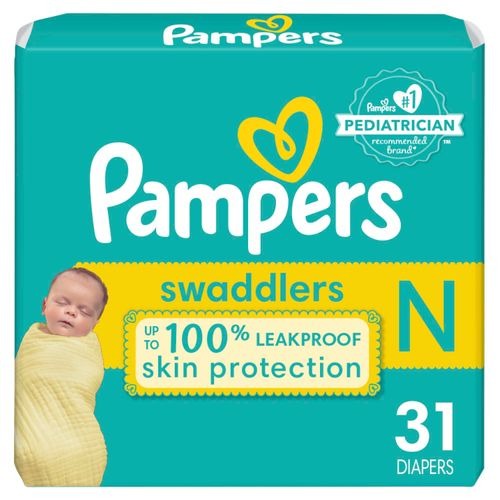 Pampers
Pampers #1
PEDIATRICIAN
recommended
brand*
™
Pampers
swaddlers
N
UP TO 100% LEAKPROOF
skin protection
31
DIAPERS